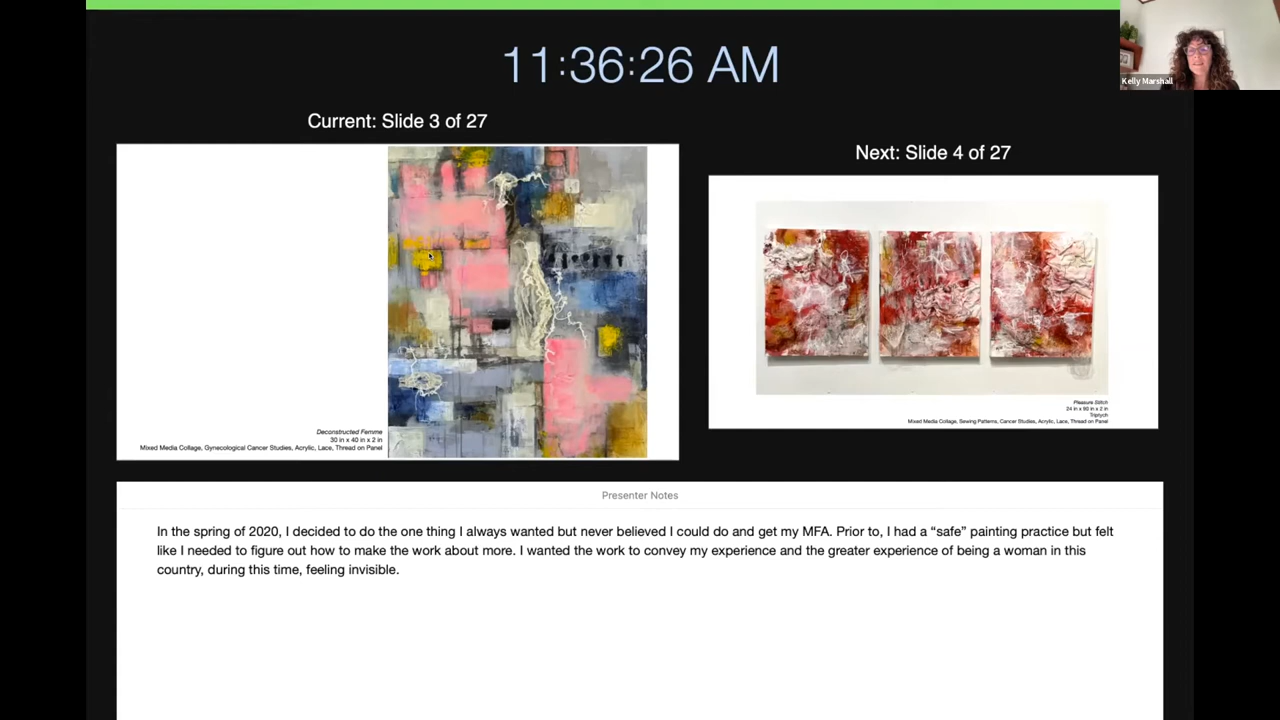 11:36:26 AM
Kelly Marshall
Current: Slide 3 of 27
Next: Slide 4 of 27
Deconstructed Femme
30 in x 40 in x 2 in
Mixed Media Collage, Gynecological Cancer Studies, Acrylic, Lace, Thread on Panel
Pleasure Stitch
24 in x 60 in x 2 in
Triptych
Mixed Media Collage, Sewing Patterns, Cancer Studies, Acrylic, Lace, Thread on Panel
Presenter Notes
In the spring of 2020, I decided to do the one thing I always wanted but never believed I could do and get my MFA. Prior to, I had a “safe” painting practice but felt
like I needed to figure out how to make the work about more. I wanted the work to convey my experience and the greater experience of being a woman in this
country, during this time, feeling invisible.